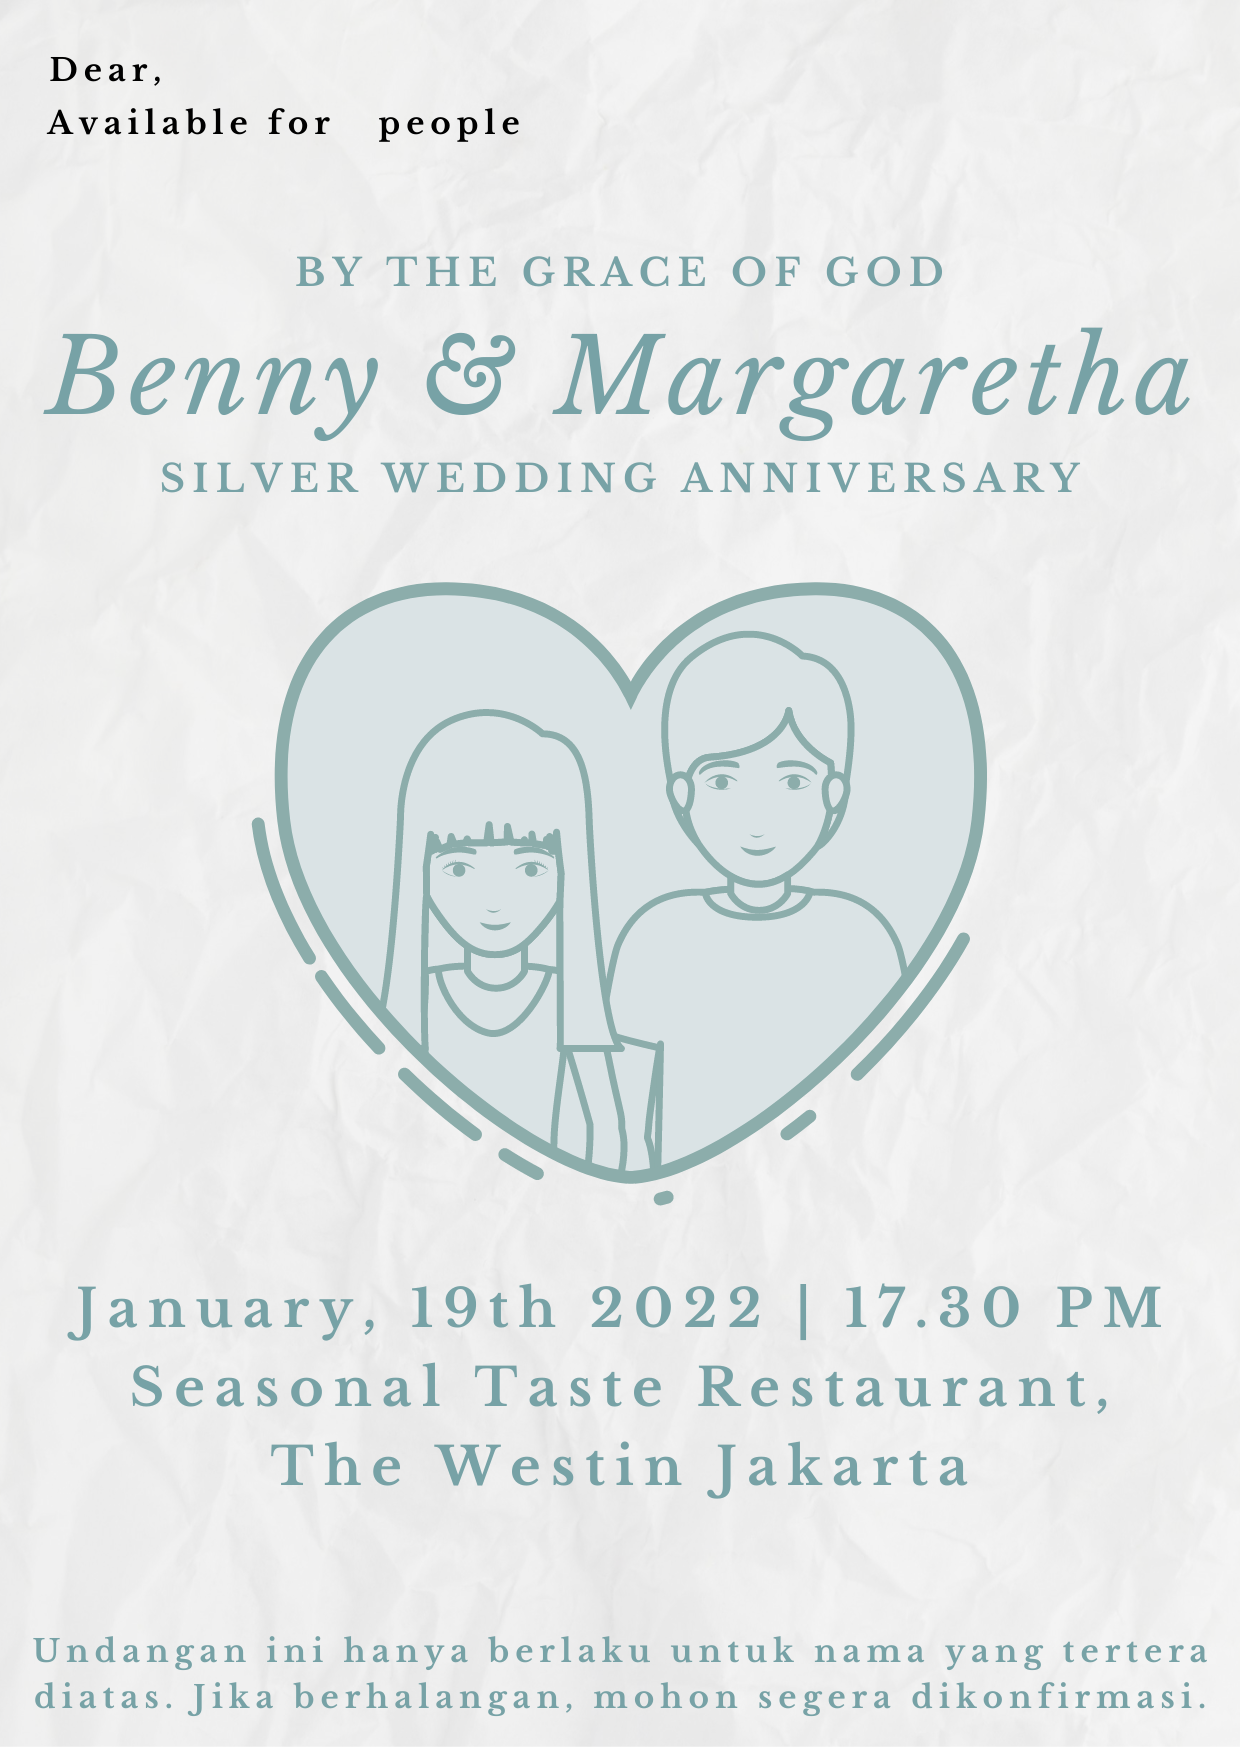 Dear,
Available for people
BY THE GRACE OF GOD
Benny & Margaretha
SILVER WEDDING ANNIVERSARY
January, 19th 2022 | 17.30 PM
Seasonal Taste Restaurant,
The Westin Jakarta
Undangan ini hanya berlaku untuk nama yang tertera
diatas. Jika berhalangan, mohon segera dikonfirmasi.